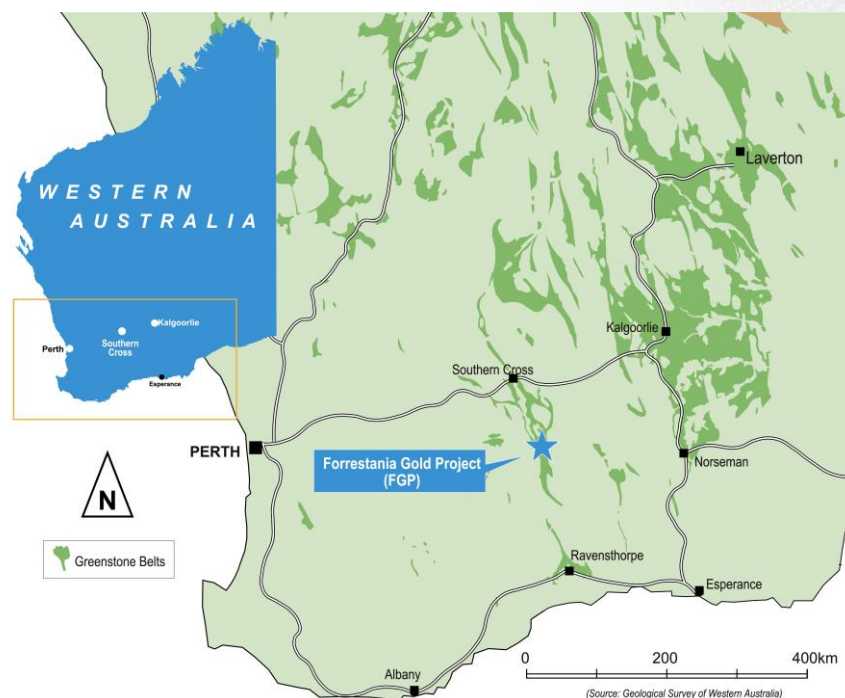 WESTERN
AUSTRALIA
Kalgoorlie
Southern
Cross
Perth
Esperance
Laverton
Kalgoorlie
Southern Cross
PERTH
Forrestania Gold Project
(FGP)
Norseman
N
Greenstone Belts
Ravensthorpe
Esperance
Albany
0 200 400km
(Source: Geological Survey of Western Australia)